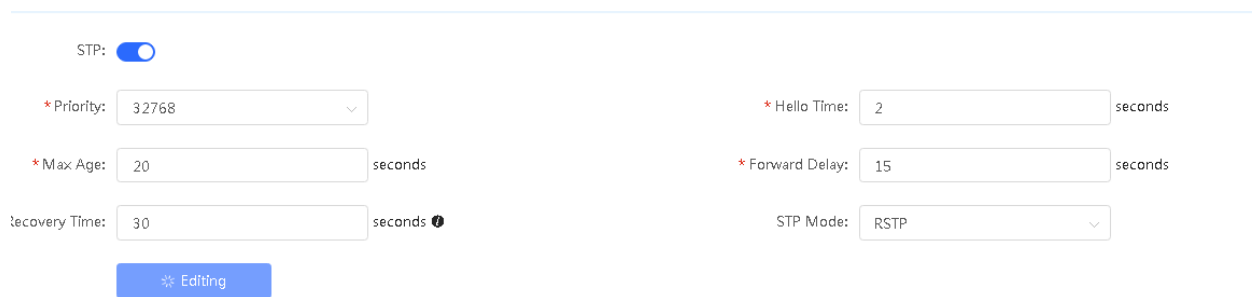 STP:
* Priority: 32768 * Hello Time: 2 seconds
* Max Age: 20 seconds * Forward Delay: 15 seconds
Recovery Time: 30 seconds STP Mode: RSTP
Editing